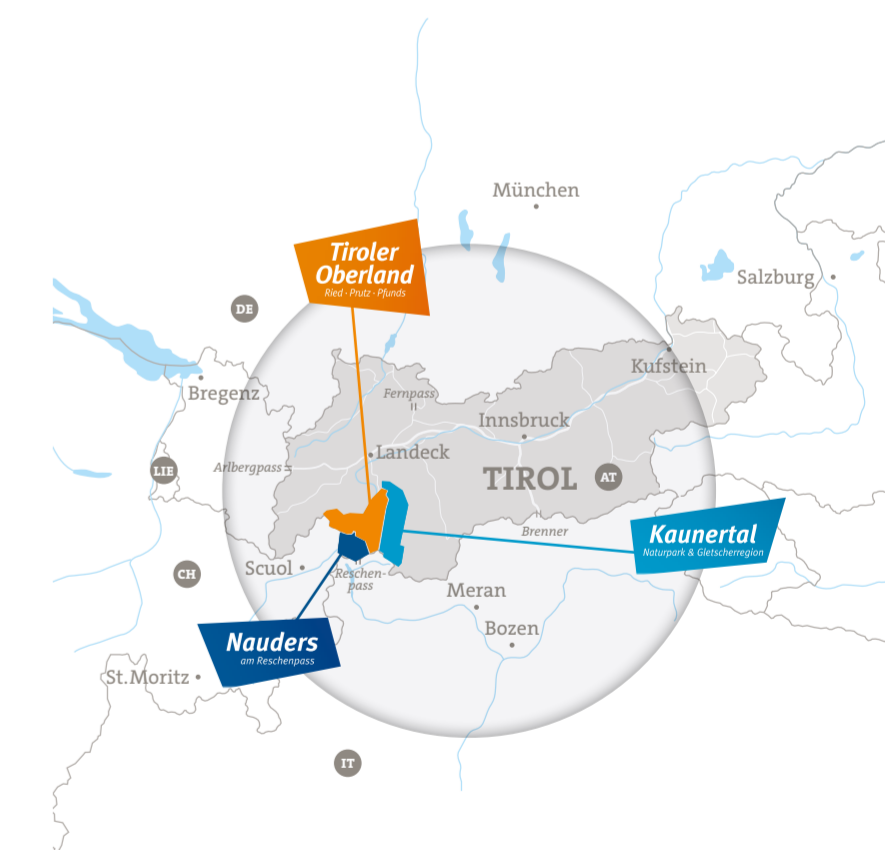 München
Tiroler
Oberland
Ried · Prutz · Pfunds
Salzburg
DE
Kufstein
Bregenz
Fernpass
Innsbruck
Landeck
Arlbergpass
LIE
TIROL
AT
Brenner
Kaunertal
Naturpark & Gletscherregion
Scuol
CH
Reschen-
pass
Meran
Nauders
am Reschenpass
Bozen
St.Moritz
IT